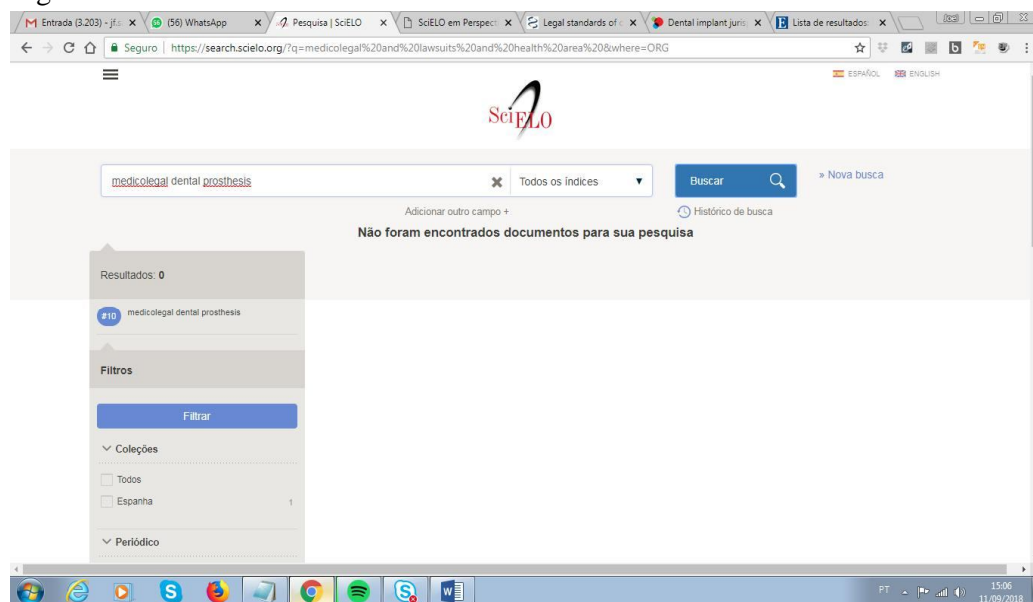 Entrada (3.203) - jf.s
(56) WhatsApp
Pesquisa | SciELO
SciELO em Perspect
Legal standards of c
Dental implant juris
Lista de resultados
Seguro | https://search.scielo.org/?q=medicolegal%20and%20lawsuits%20and%20health%20area%20&where=ORG
ESPAÑOL ENGLISH
SciELO
medicolegal dental prosthesis
Todos os índices
Buscar
» Nova busca
Adicionar outro campo +
Histórico de busca
Não foram encontrados documentos para sua pesquisa
Resultados: 0
#10 medicolegal dental prosthesis
Filtros
Filtrar
Coleções
Todos
Espanha 1
Periódico
PT
15:06
11/09/2018